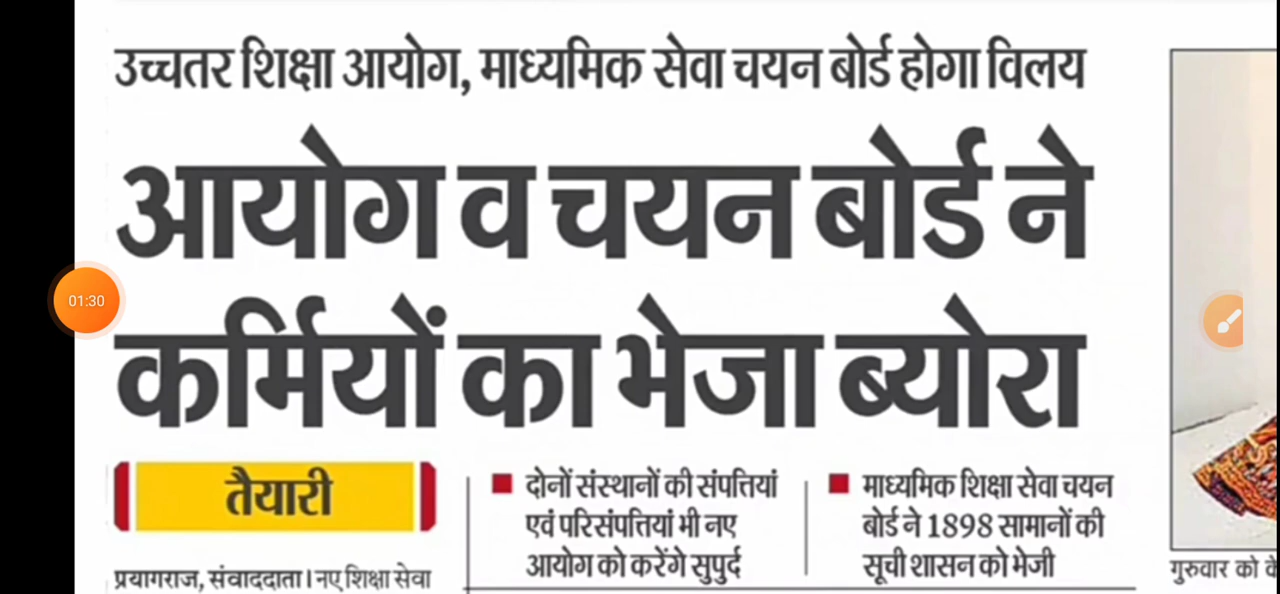 उच्चतर शिक्षा आयोग, माध्यमिक सेवा चयन बोर्ड होगा विलय
आयोग व चयन बोर्ड ने
कर्मियों का भेजा ब्योरा
01:30
तैयारी
प्रयागराज, संवाददाता। नए शिक्षा सेवा
दोनों संस्थानों की संपत्तियां
एवं परिसंपत्तियां भी नए
आयोग को करेंगे सुपुर्द
माध्यमिक शिक्षा सेवा चयन
बोर्ड ने 1898 सामानों की
सूची शासन को भेजी
गुरुवार को